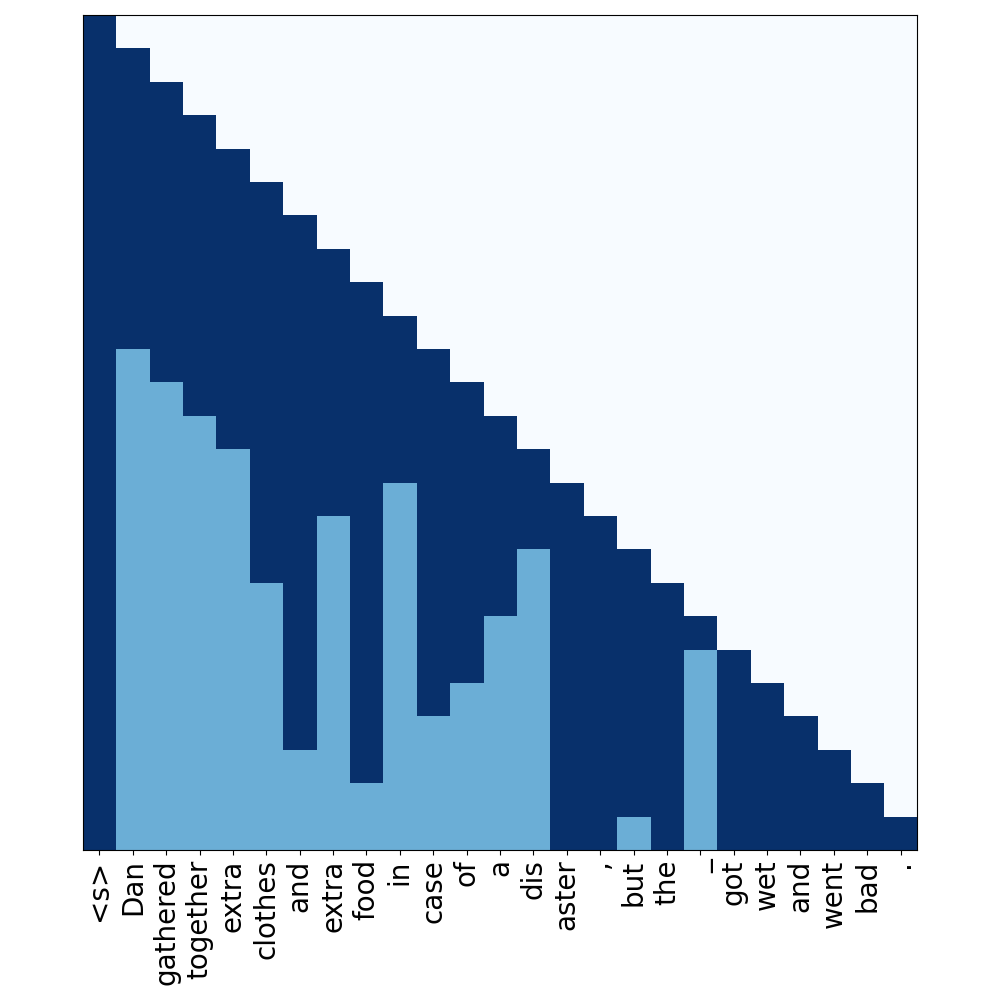 <s> Dan gathered together extra clothes and extra food in case of a dis aster , but the _ got wet and went bad .